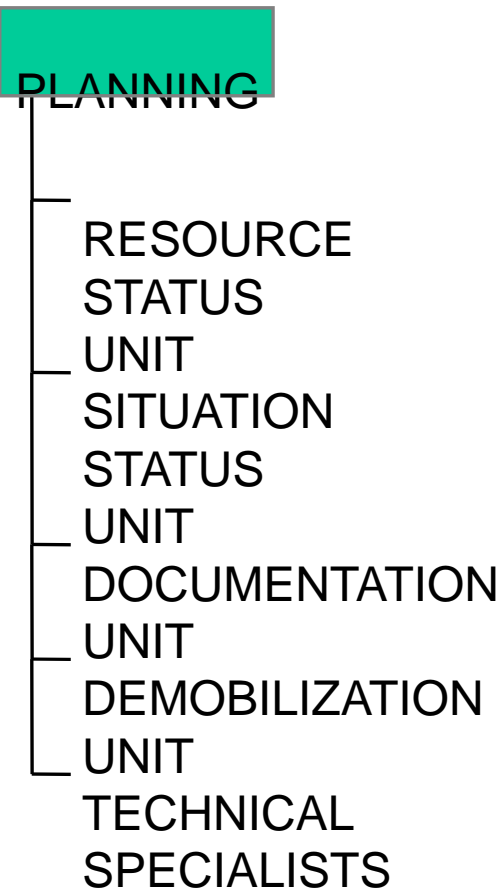 PLANNING
RESOURCE
STATUS
UNIT
SITUATION
STATUS
UNIT
DOCUMENTATION
UNIT
DEMOBILIZATION
UNIT
TECHNICAL
SPECIALISTS